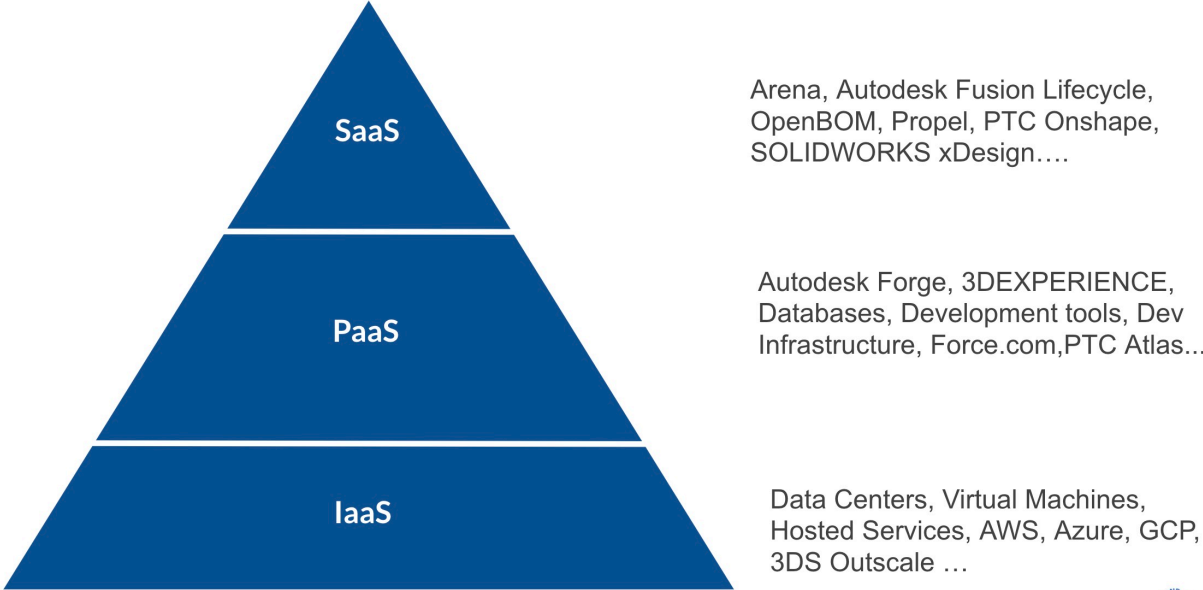 SaaS
Arena, Autodesk Fusion Lifecycle,
OpenBOM, Propel, PTC Onshape,
SOLIDWORKS xDesign….
PaaS
Autodesk Forge, 3DEXPERIENCE,
Databases, Development tools, Dev
Infrastructure, Force.com,PTC Atlas...
IaaS
Data Centers, Virtual Machines,
Hosted Services, AWS, Azure, GCP,
3DS Outscale …